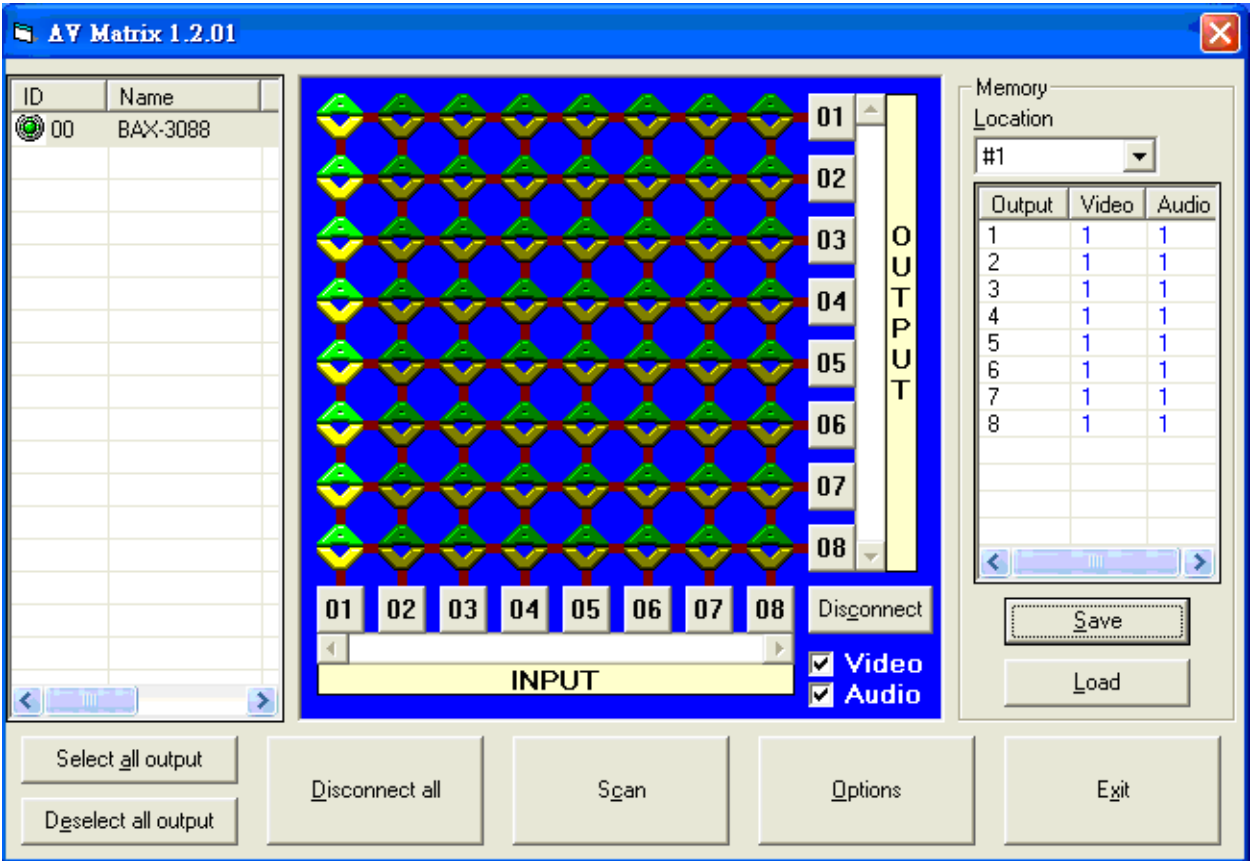 AV Matrix 1.2.01
ID Name
00 BAX-3088
01
02
03
04
05
06
07
08
OUTPUT
01 02 03 04 05 06 07 08
INPUT
Disconnect
Video
Audio
Memory
Location
#1
Output Video Audio
1 1 1
2 1 1
3 1 1
4 1 1
5 1 1
6 1 1
7 1 1
8 1 1
Save
Load
Select all output
Deselect all output
Disconnect all
Scan
Options
Exit